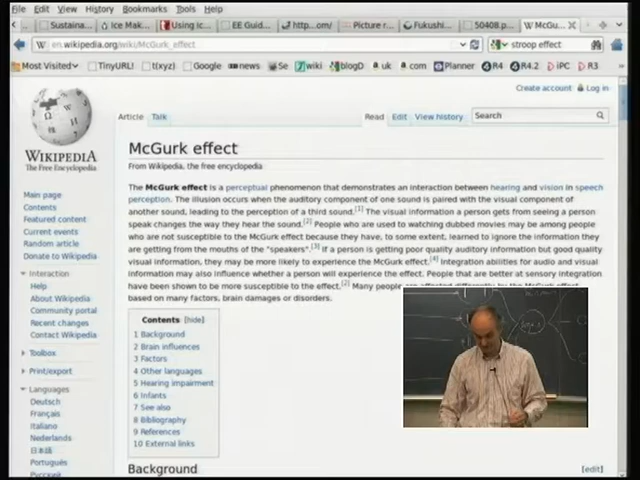 File Edit View History Bookmarks Tools Help
Sustaina... Ice Mak... Using ic... EE Guid... http...om/ Picture r... Fukushi... 50408.p... McGu...
en.wikipedia.org/wiki/McGurk_effect stroop effect
Most Visited TinyURL! t(xyz) Google news Se wiki blogD uk .com Planner R4 R4.2 iPC R3
Create account Log in
Article Talk Read Edit View history Search
WIKIPEDIA
The Free Encyclopedia
McGurk effect
From Wikipedia, the free encyclopedia
The McGurk effect is a perceptual phenomenon that demonstrates an interaction between hearing and vision in speech
perception. The illusion occurs when the auditory component of one sound is paired with the visual component of
another sound, leading to the perception of a third sound.[1] The visual information a person gets from seeing a person
speak changes the way they hear the sound.[2] People who are used to watching dubbed movies may be among people
who are not susceptible to the McGurk effect because they have, to some extent, learned to ignore the information they
are getting from the mouths of the "speakers".[3] If a person is getting poor quality auditory information but good quality
visual information, they may be more likely to experience the McGurk effect.[4] Integration abilities for audio and visual
information may also influence whether a person will experience the effect. People that are better at sensory integration
have been shown to be more susceptible to the effect.[2] Many people are affected differently by the McGurk effect
based on many factors, brain damages or disorders.
Main page
Contents
Featured content
Current events
Random article
Donate to Wikipedia
Interaction
Help
About Wikipedia
Community portal
Recent changes
Contact Wikipedia
Toolbox
Print/export
Languages
Deutsch
Français
Italiano
Nederlands
日本語
Português
Русский
Contents [hide]
1 Background
2 Brain influences
3 Factors
4 Other languages
5 Hearing impairment
6 Infants
7 See also
8 Bibliography
9 References
10 External links
Background [edit]